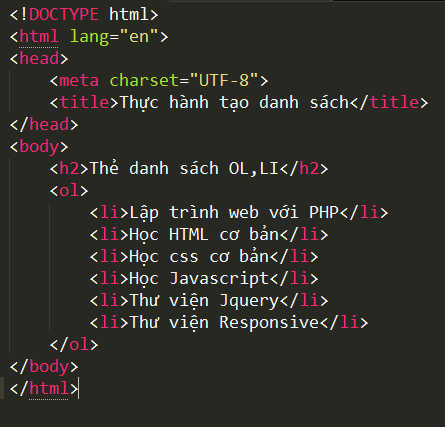 <!DOCTYPE html>
<html lang="en">
<head>
    <meta charset="UTF-8">
    <title>Thực hành tạo danh sách</title>
</head>
<body>
    <h2>Thẻ danh sách OL,LI</h2>
    <ol>
        <li>Lập trình web với PHP</li>
        <li>Học HTML cơ bản</li>
        <li>Học css cơ bản</li>
        <li>Học Javascript</li>
        <li>Thư viện Jquery</li>
        <li>Thư viện Responsive</li>
    </ol>
</body>
</html>